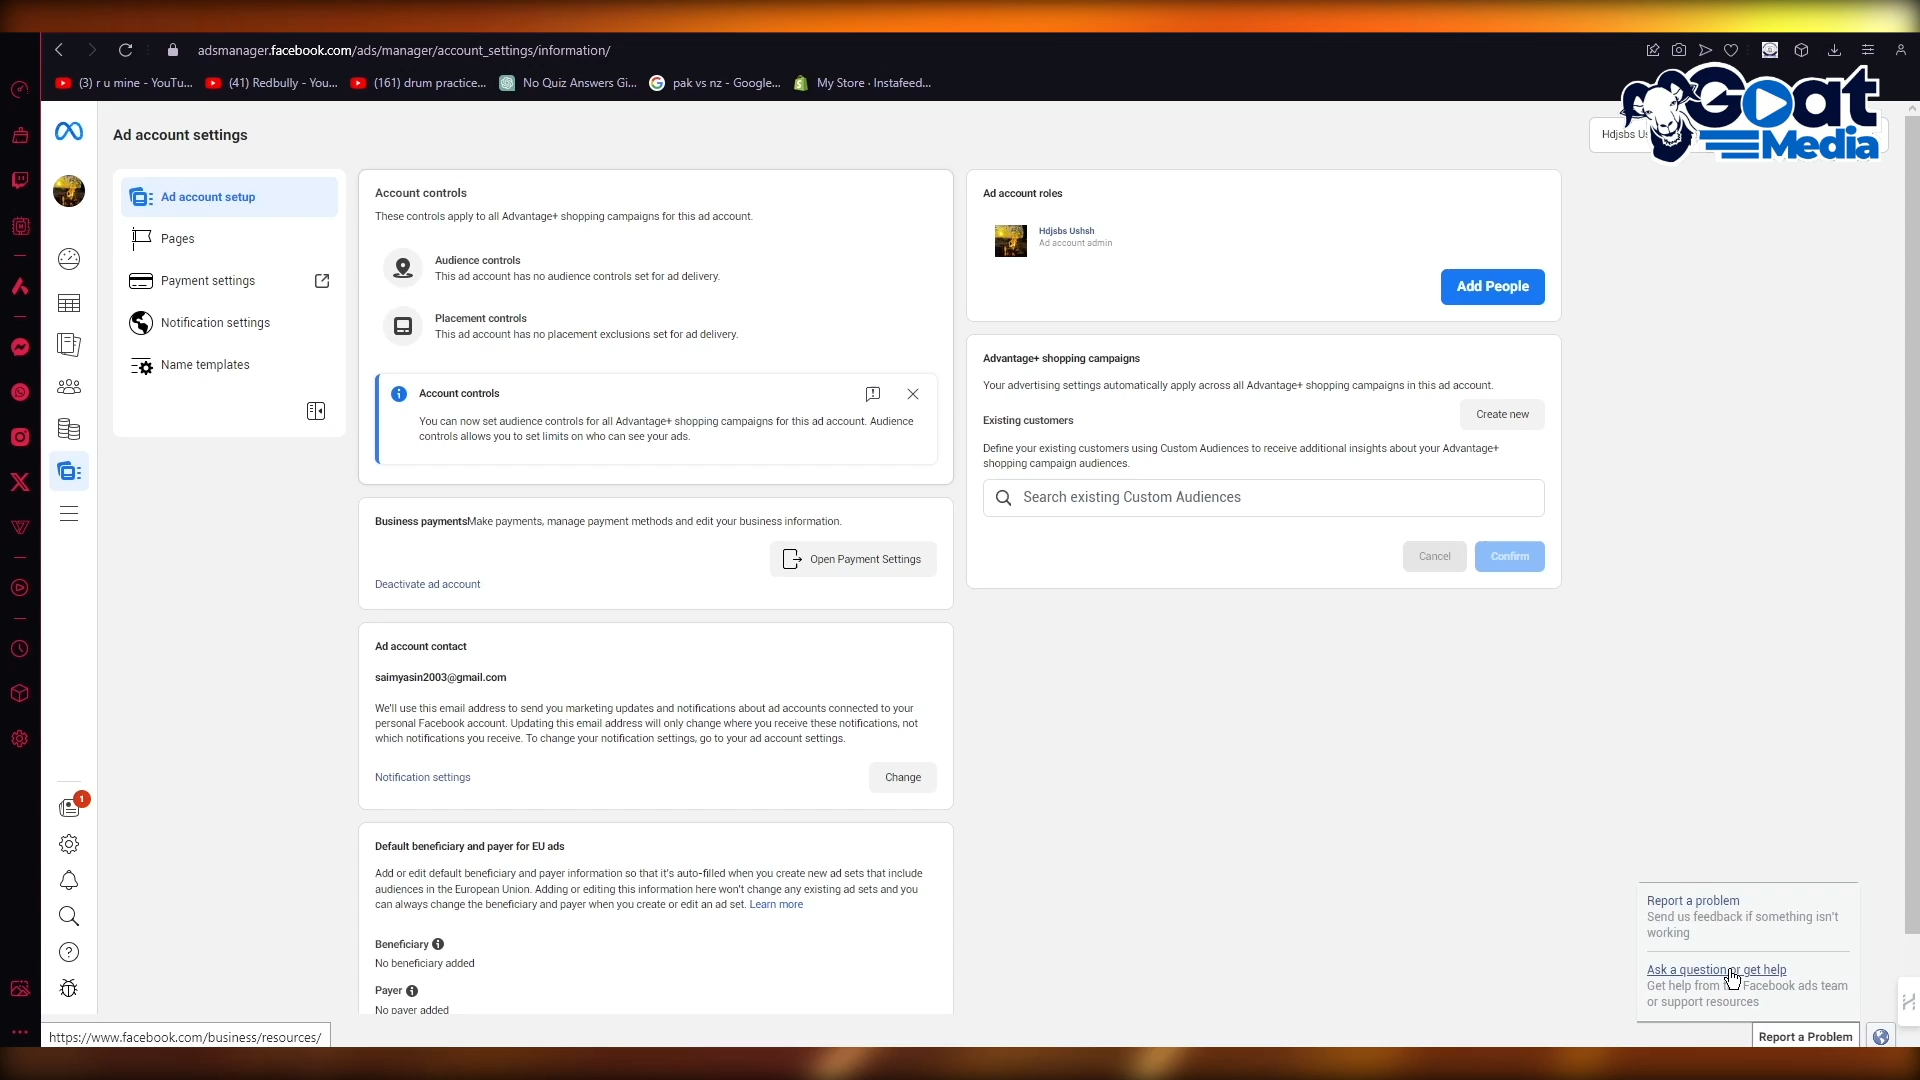 adsmanager.facebook.com/ads/manager/account_settings/information/
(3) r u mine - YouTu...
(41) Redbully - You...
(161) drum practice...
No Quiz Answers Gi...
pak vs nz - Google...
My Store · Instafeed...
Goat
Media
Ad account settings
Hdjsbs
Ad account setup
Pages
Payment settings
Notification settings
Name templates
Account controls
These controls apply to all Advantage+ shopping campaigns for this ad account.
Audience controls
This ad account has no audience controls set for ad delivery.
Placement controls
This ad account has no placement exclusions set for ad delivery.
Account controls
You can now set audience controls for all Advantage+ shopping campaigns for this ad account. Audience
controls allows you to set limits on who can see your ads.
Business paymentsMake payments, manage payment methods and edit your business information.
Open Payment Settings
Deactivate ad account
Ad account contact
saimyasin2003@gmail.com
We'll use this email address to send you marketing updates and notifications about ad accounts connected to your
personal Facebook account. Updating this email address will only change where you receive these notifications, not
which notifications you receive. To change your notification settings, go to your ad account settings.
Notification settings
Change
Default beneficiary and payer for EU ads
Add or edit default beneficiary and payer information so that it's auto-filled when you create new ad sets that include
audiences in the European Union. Adding or editing this information here won't change any existing ad sets and you
can always change the beneficiary and payer when you create or edit an ad set. Learn more
Beneficiary
No beneficiary added
Payer
No payer added
Ad account roles
Hdjsbs Ushsh
Ad account admin
Add People
Advantage+ shopping campaigns
Your advertising settings automatically apply across all Advantage+ shopping campaigns in this ad account.
Existing customers
Create new
Define your existing customers using Custom Audiences to receive additional insights about your Advantage+
shopping campaign audiences.
Search existing Custom Audiences
Cancel
Confirm
1
Report a problem
Send us feedback if something isn't
working
Ask a question or get help
Get help from the Facebook ads team
or support resources
Report a Problem
https://www.facebook.com/business/resources/